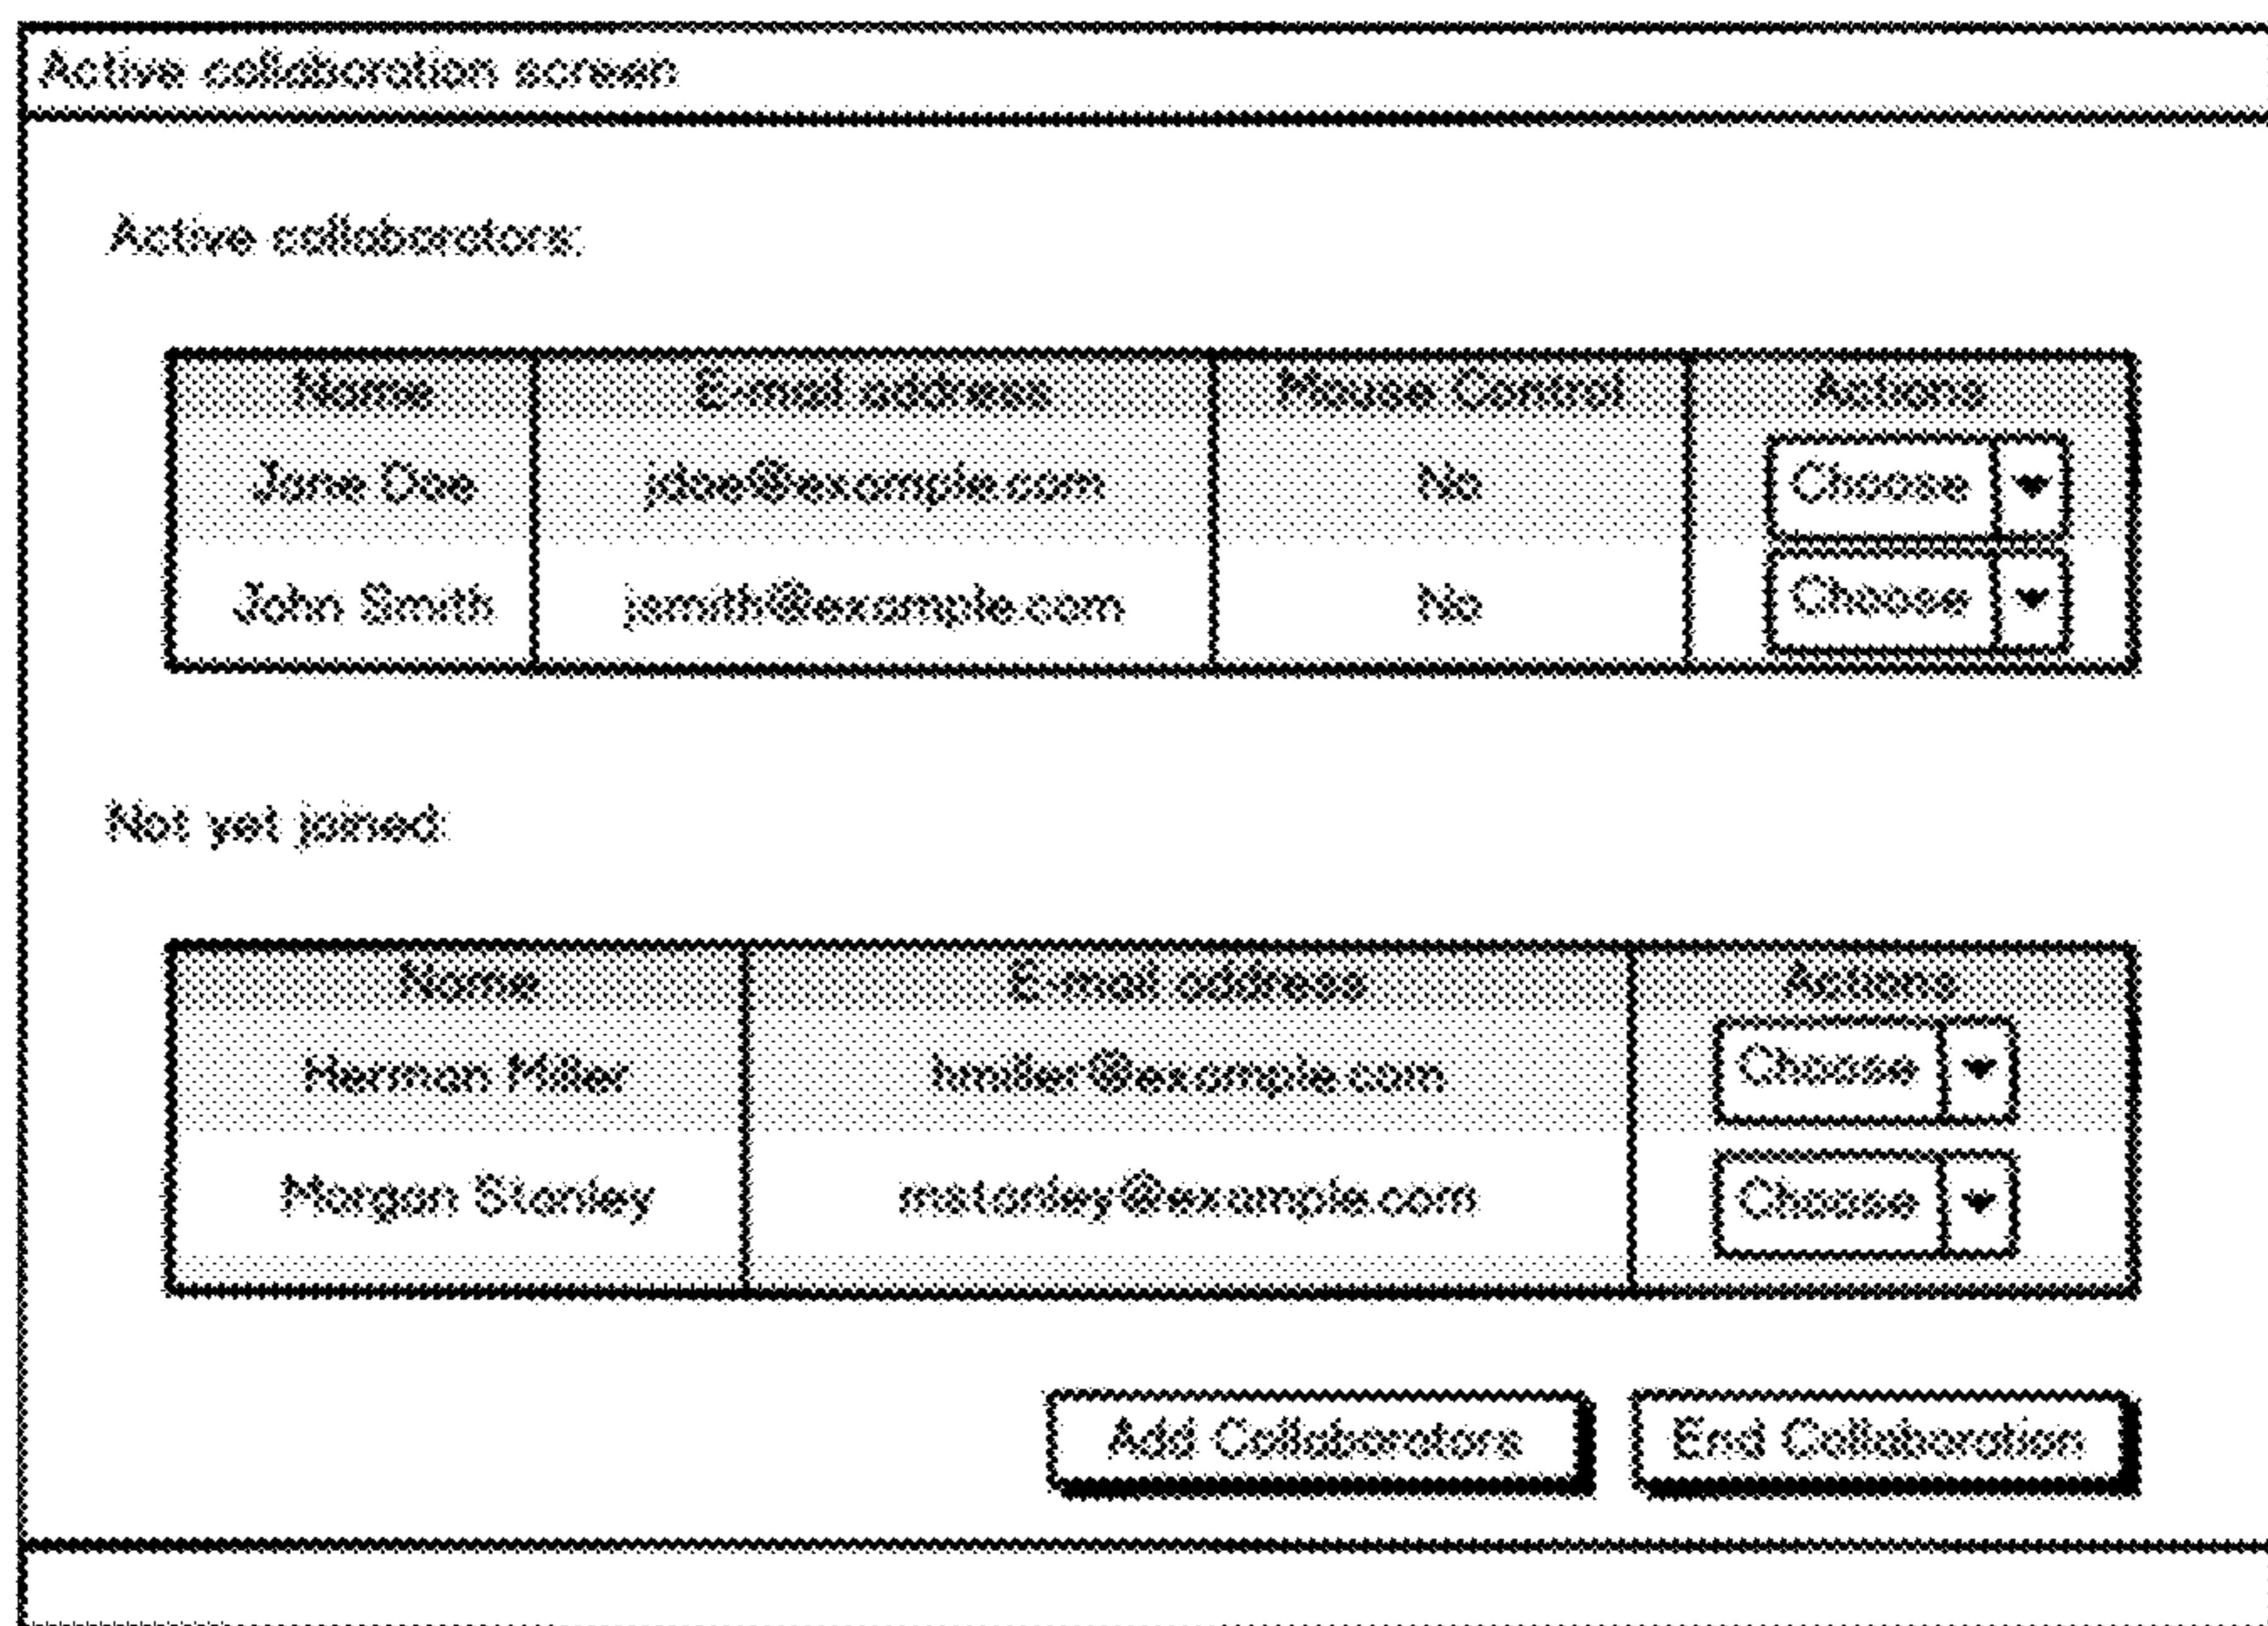 Active collaboration screen
Active collaborators:
Name E-mail address Mouse Control Actions
Jane Doe jdoe@example.com No Choose
John Smith jsmith@example.com No Choose
Not yet joined:
Name E-mail address Actions
Herman Miller hmiller@example.com Choose
Morgan Stanley mstanley@example.com Choose
Add Collaborators End Collaboration